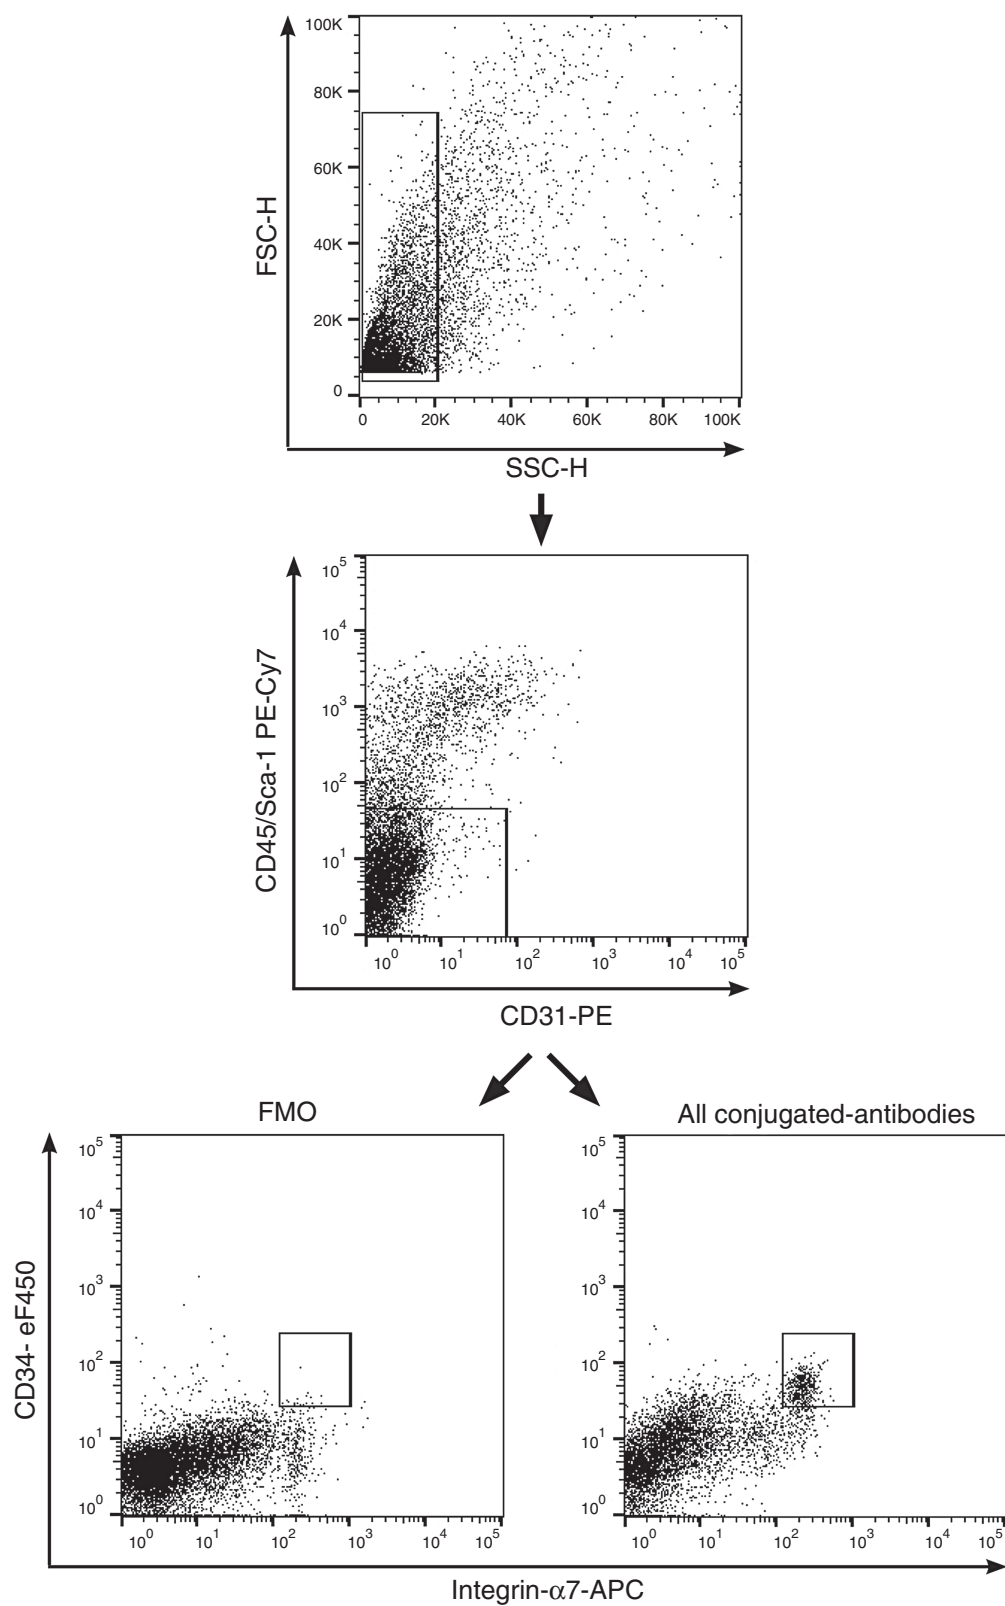 100K
80K
60K
40K
20K
0
FSC-H
0 20K 40K 60K 80K 100K
SSC-H
10^5
10^4
10^3
10^2
10^1
10^0
CD45/Sca-1 PE-Cy7
10^0 10^1 10^2 10^3 10^4 10^5
CD31-PE
FMO
All conjugated-antibodies
10^5
10^4
10^3
10^2
10^1
10^0
CD34- eF450
10^0 10^1 10^2 10^3 10^4 10^5
10^5
10^4
10^3
10^2
10^1
10^0
10^0 10^1 10^2 10^3 10^4 10^5
Integrin-α7-APC